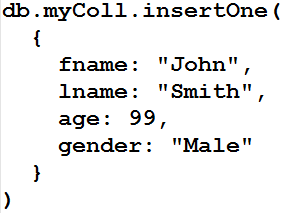 db.myColl.insertOne(
  {
    fname: "John",
    lname: "Smith",
    age: 99,
    gender: "Male"
  }
)